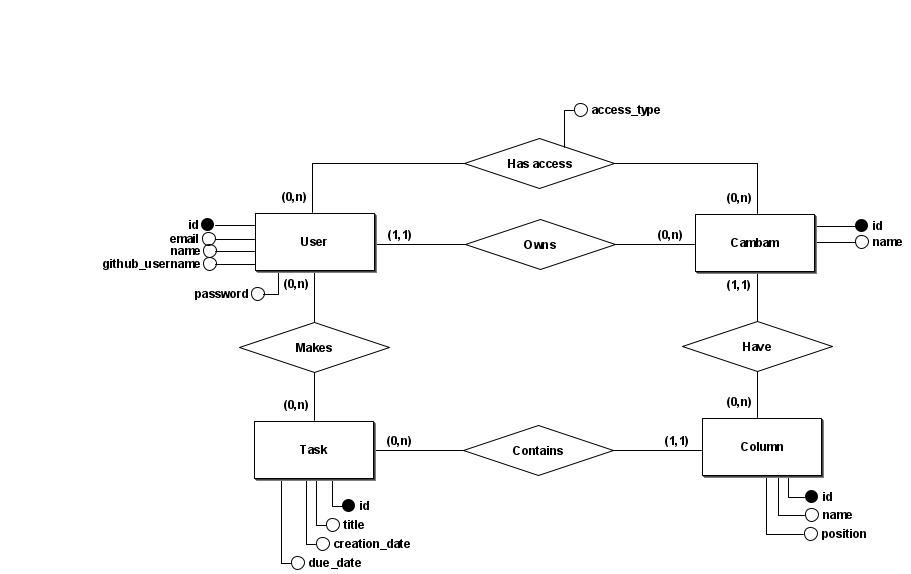 access_type
Has access
(0,n)
(0,n)
id
email
name
github_username
password
User
(1,1)
Owns
(0,n)
Cambam
id
name
(0,n)
(1,1)
Makes
Have
(0,n)
(0,n)
Task
(0,n)
Contains
(1,1)
Column
id
title
creation_date
due_date
id
name
position